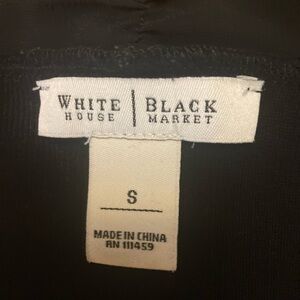 WHITE | BLACK
HOUSE | MARKET
S
MADE IN CHINA
RN 111459